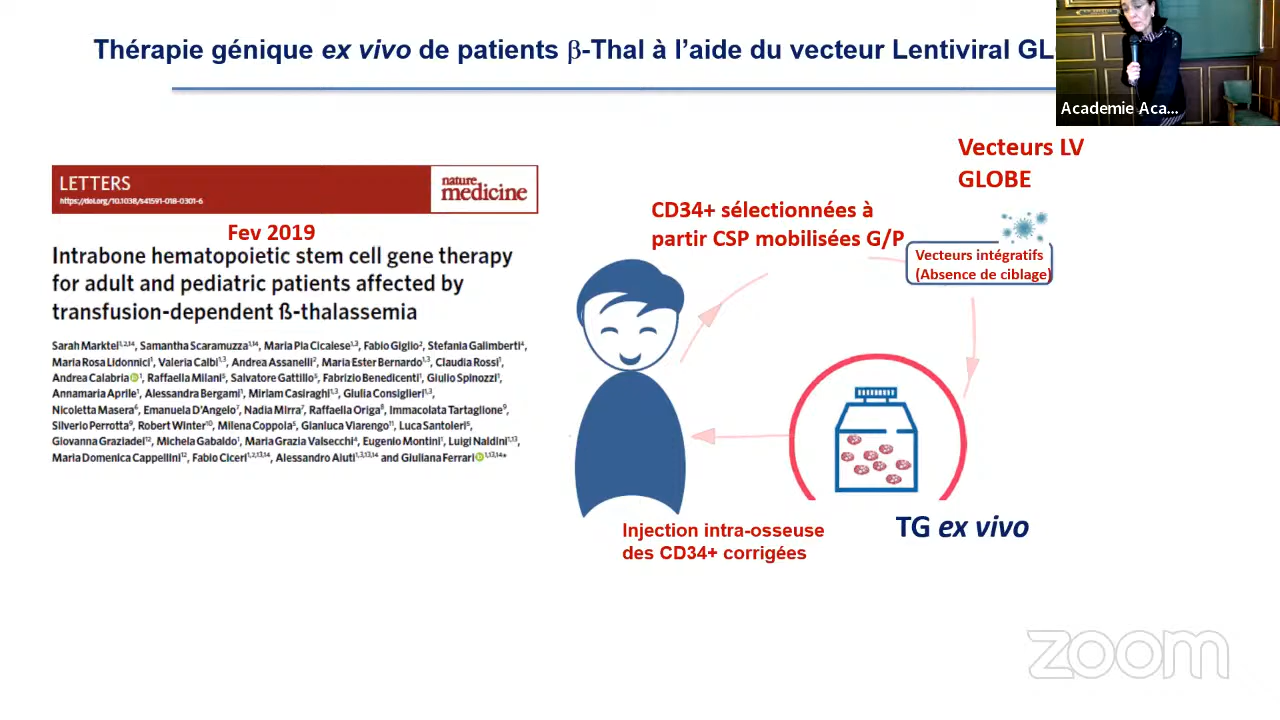 Thérapie génique ex vivo de patients β-Thal à l'aide du vecteur Lentiviral GL
Academie Aca...
LETTERS
https://doi.org/10.1038/s41591-018-0301-6
nature
medicine
Fev 2019
Intrabone hematopoietic stem cell gene therapy
for adult and pediatric patients affected by
transfusion-dependent ß-thalassemia
Sarah Marktel1,2,14, Samantha Scaramuzza1,14, Maria Pia Cicalese1,3, Fabio Giglio2, Stefania Galimberti4,
Maria Rosa Lidonnici1, Valeria Calbi1,3, Andrea Assanelli2, Maria Ester Bernardo1,3, Claudia Rossi1,
Andrea Calabria1, Raffaella Milani5, Salvatore Gattillo5, Fabrizio Benedicenti1, Giulio Spinozzi1,
Annamaria Aprile1, Alessandra Bergami1, Miriam Casiraghi1,3, Giulia Consiglieri1,3,
Nicoletta Masera6, Emanuela D'Angelo7, Nadia Mirra7, Raffaella Origa8, Immacolata Tartaglione9,
Silverio Perrotta9, Robert Winter10, Milena Coppola5, Gianluca Viarengo11, Luca Santoleri5,
Giovanna Graziadei12, Michela Gabaldo1, Maria Grazia Valsecchi4, Eugenio Montini1, Luigi Naldini1,13,
Maria Domenica Cappellini12, Fabio Ciceri1,2,13,14, Alessandro Aiuti1,3,13,14 and Giuliana Ferrari1,13,14*
Vecteurs LV
GLOBE
CD34+ sélectionnées à
partir CSP mobilisées G/P
Vecteurs intégratifs
(Absence de ciblage)
Injection intra-osseuse
des CD34+ corrigées
TG ex vivo
zoom